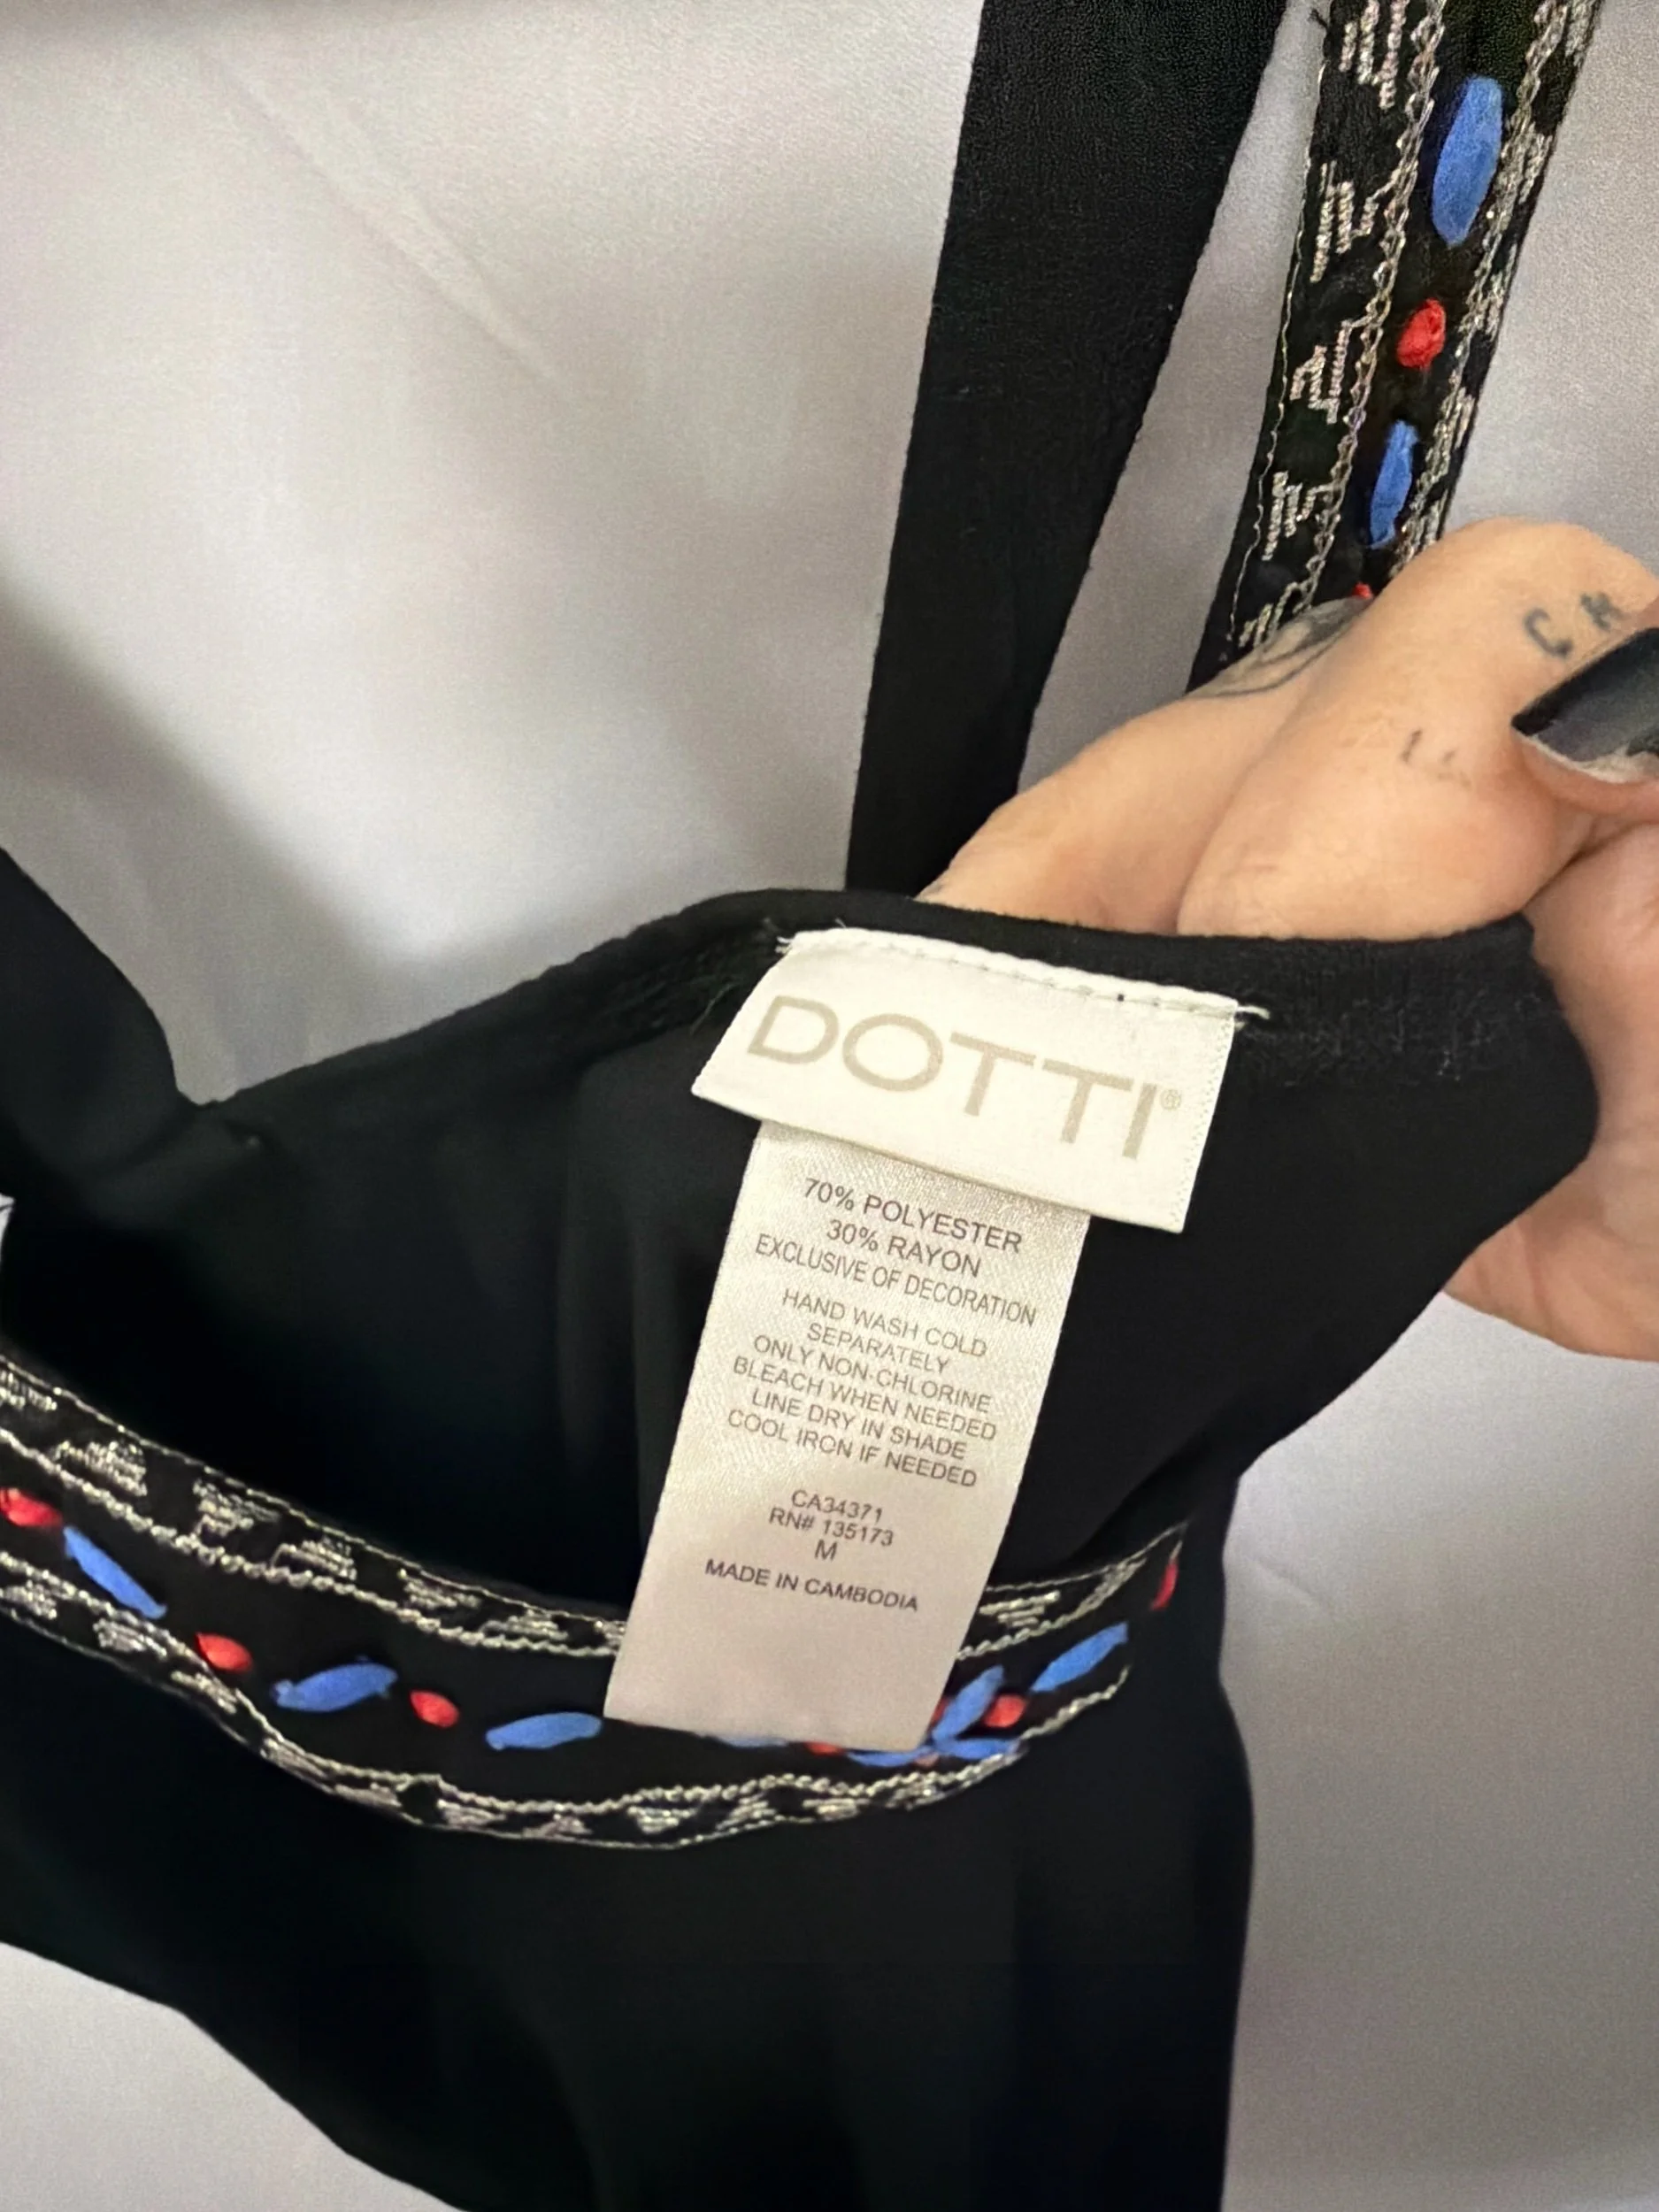 DOTTI®
70% POLYESTER
30% RAYON
EXCLUSIVE OF DECORATION
HAND WASH COLD
SEPARATELY
ONLY NON-CHLORINE
BLEACH WHEN NEEDED
LINE DRY IN SHADE
COOL IRON IF NEEDED
CA34371
RN# 135173
M
MADE IN CAMBODIA